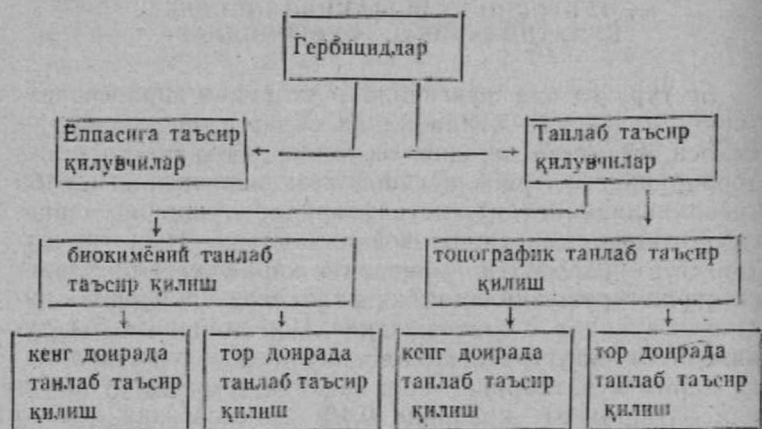 Гербицидлар
Ёппасига таъсир
қилувчилар
Танлаб таъсир
қилувчилар
биокимёний танлаб
таъсир қилиш
топографик танлаб таъсир
қилиш
кенг доирада
танлаб таъсир
қилиш
тор доирада
танлаб таъсир
қилиш
кенг доирада
танлаб таъсир
қилиш
тор доирада
танлаб таъсир
қилиш